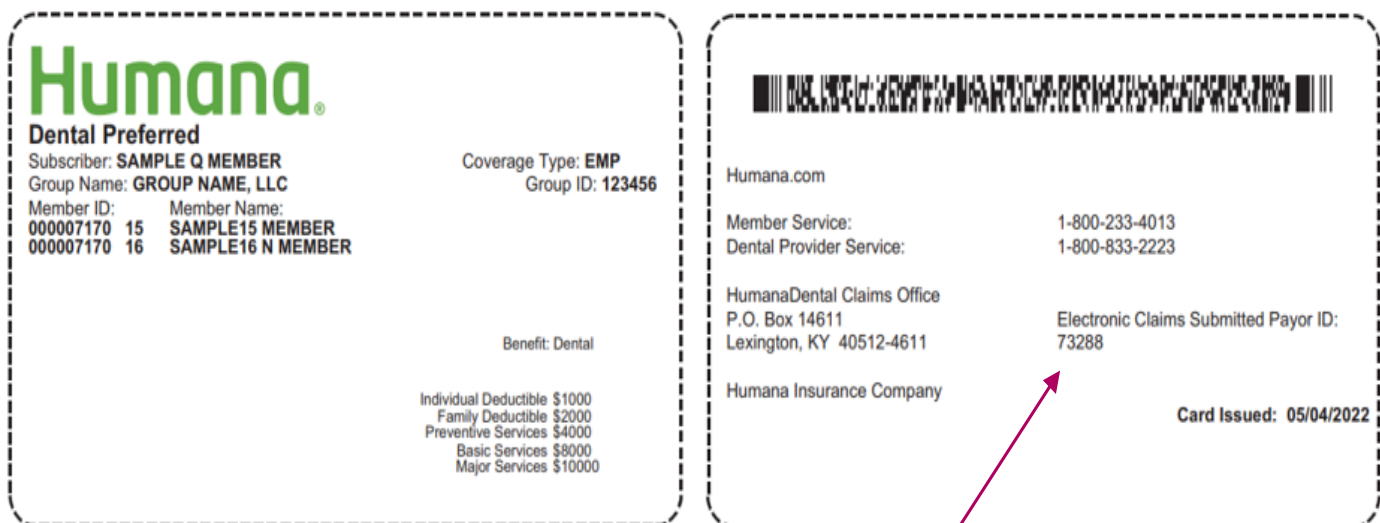 Humana®
Dental Preferred
Subscriber: SAMPLE Q MEMBER
Coverage Type: EMP
Group Name: GROUP NAME, LLC
Group ID: 123456
Member ID: Member Name:
000007170 15 SAMPLE15 MEMBER
000007170 16 SAMPLE16 N MEMBER
Benefit: Dental
Individual Deductible $1000
Family Deductible $2000
Preventive Services $4000
Basic Services $8000
Major Services $10000
Humana.com
Member Service: 1-800-233-4013
Dental Provider Service: 1-800-833-2223
HumanaDental Claims Office
P.O. Box 14611
Lexington, KY 40512-4611
Electronic Claims Submitted Payor ID:
73288
Humana Insurance Company
Card Issued: 05/04/2022